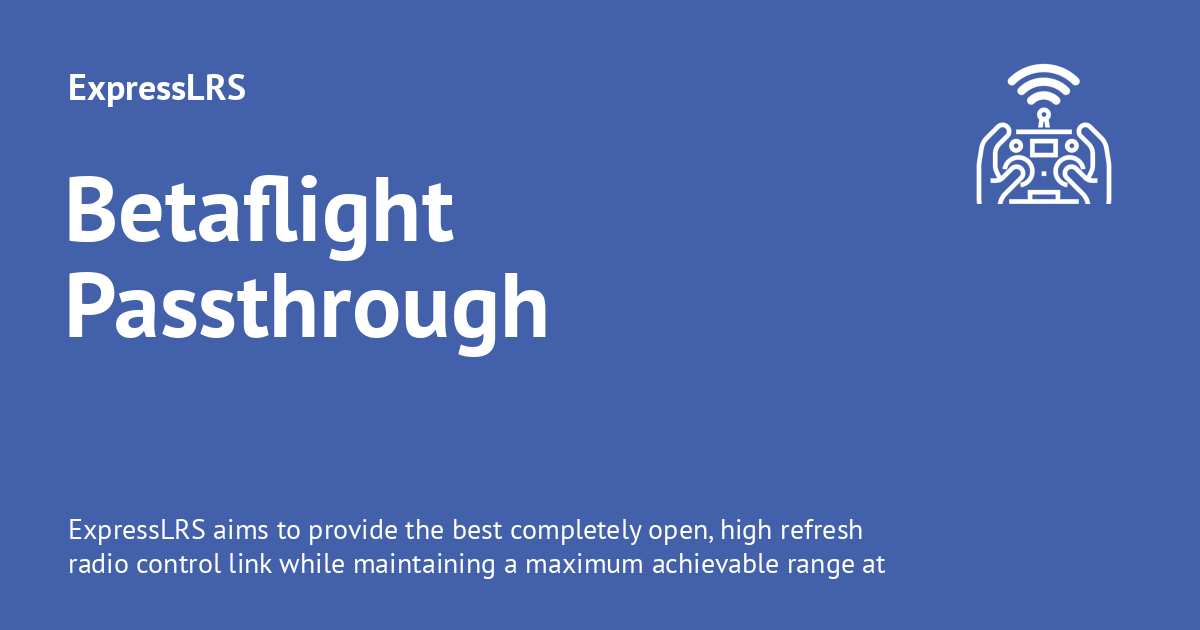 ExpressLRS
Betaflight
Passthrough
ExpressLRS aims to provide the best completely open, high refresh
radio control link while maintaining a maximum achievable range at